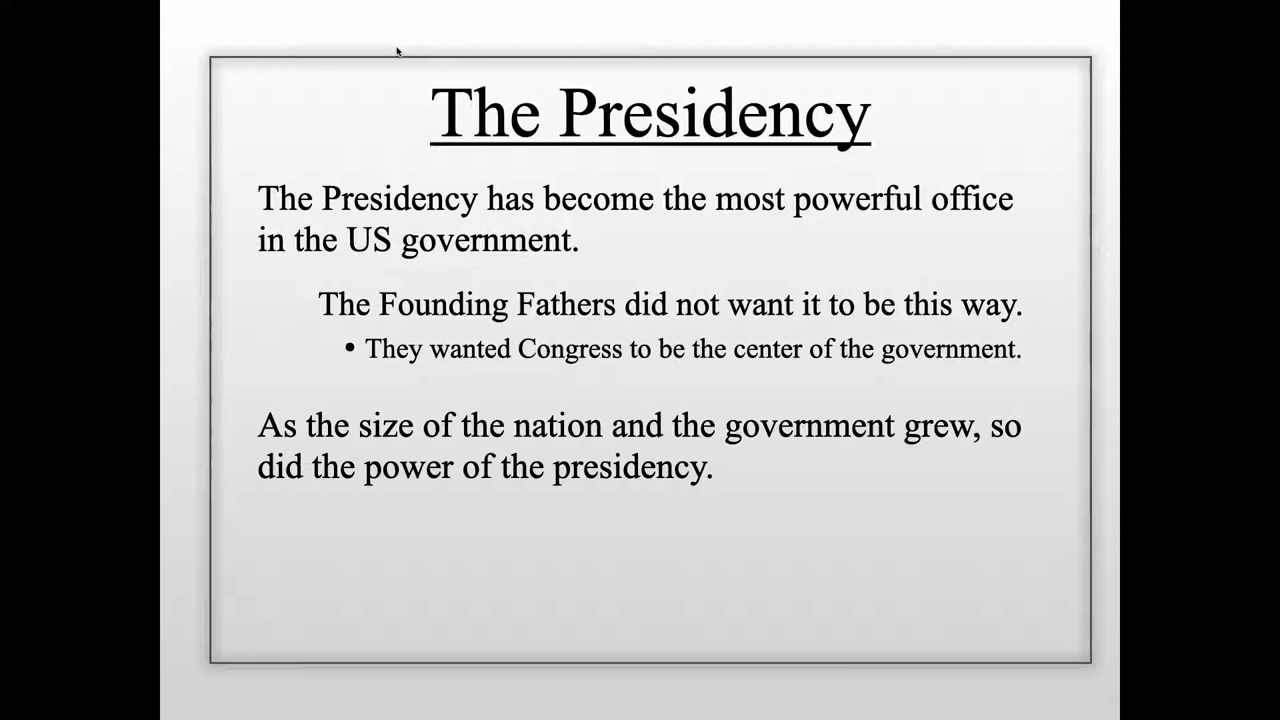 The Presidency
The Presidency has become the most powerful office
in the US government.
The Founding Fathers did not want it to be this way.
• They wanted Congress to be the center of the government.
As the size of the nation and the government grew, so
did the power of the presidency.